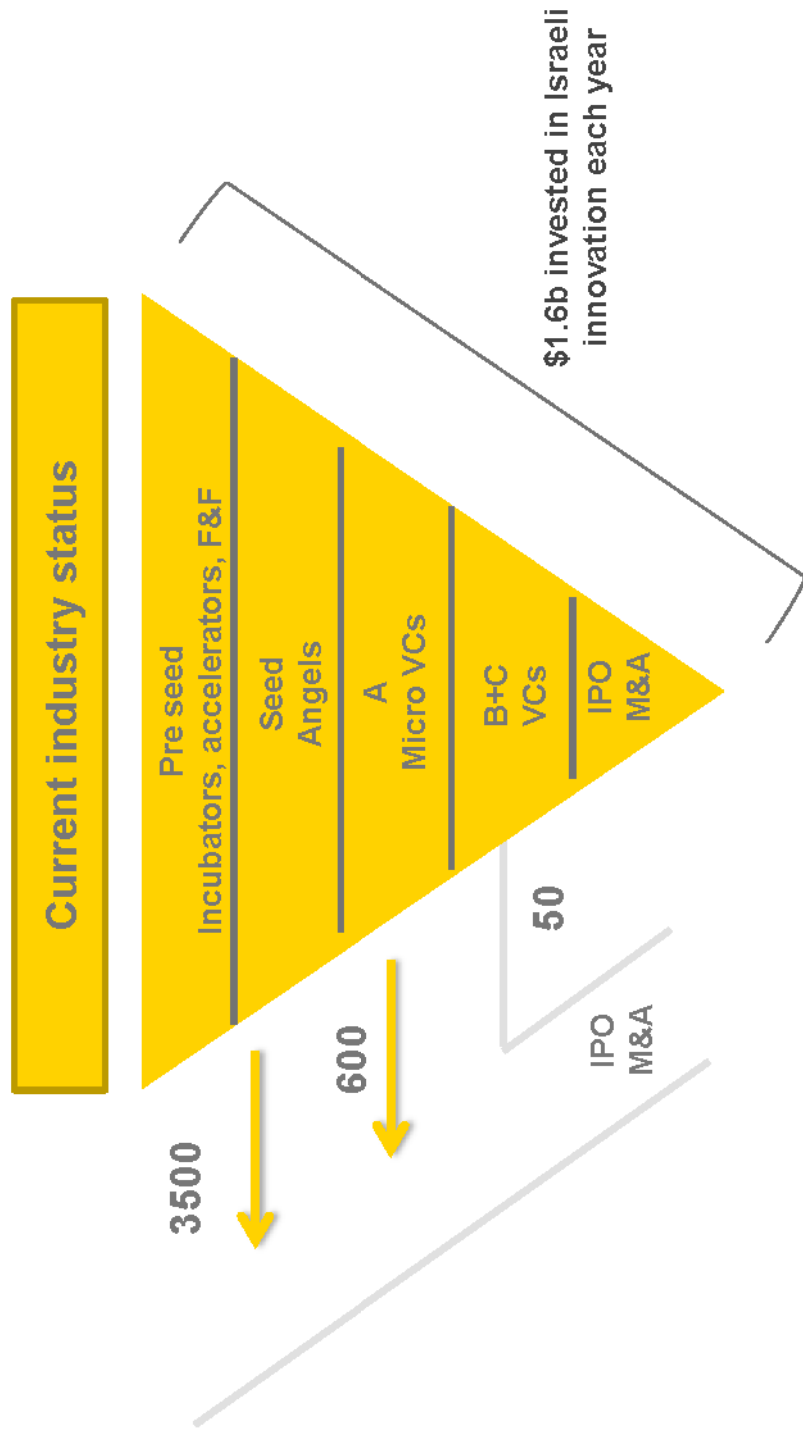 Current industry status
Pre seed
Incubators, accelerators, F&F
Seed
Angels
A
Micro VCs
B+C
VCs
IPO
M&A
3500
600
50
IPO
M&A
$1.6b invested in Israeli
innovation each year